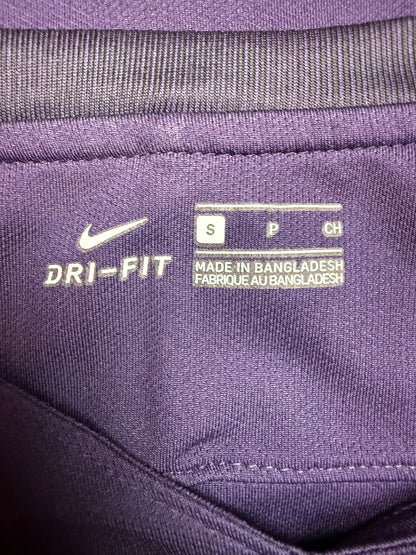 S P CH
DRI-FIT
MADE IN BANGLADESH
FABRIQUE AU BANGLADESH